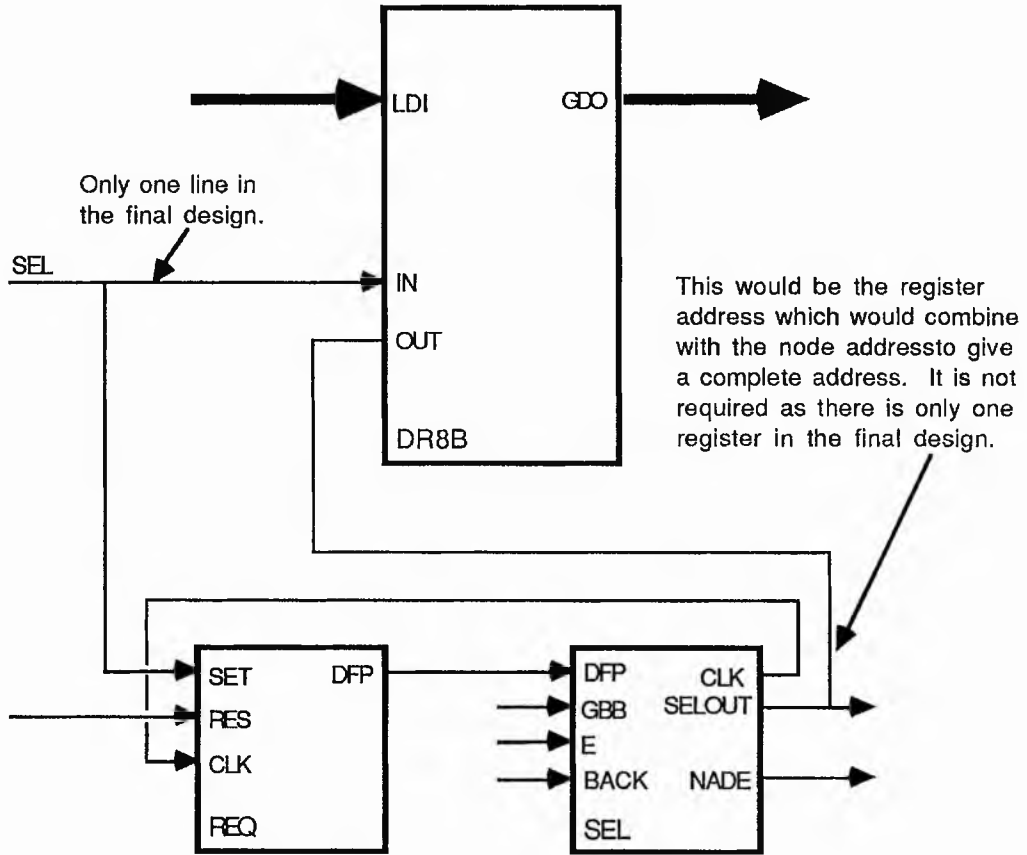 LDI
GDO
Only one line in
the final design.
SEL
IN
OUT
DR8B
This would be the register
address which would combine
with the node addressto give
a complete address. It is not
required as there is only one
register in the final design.
SET
DFP
RES
CLK
REQ
DFP
CLK
GBB
SELOUT
E
BACK
NADE
SEL